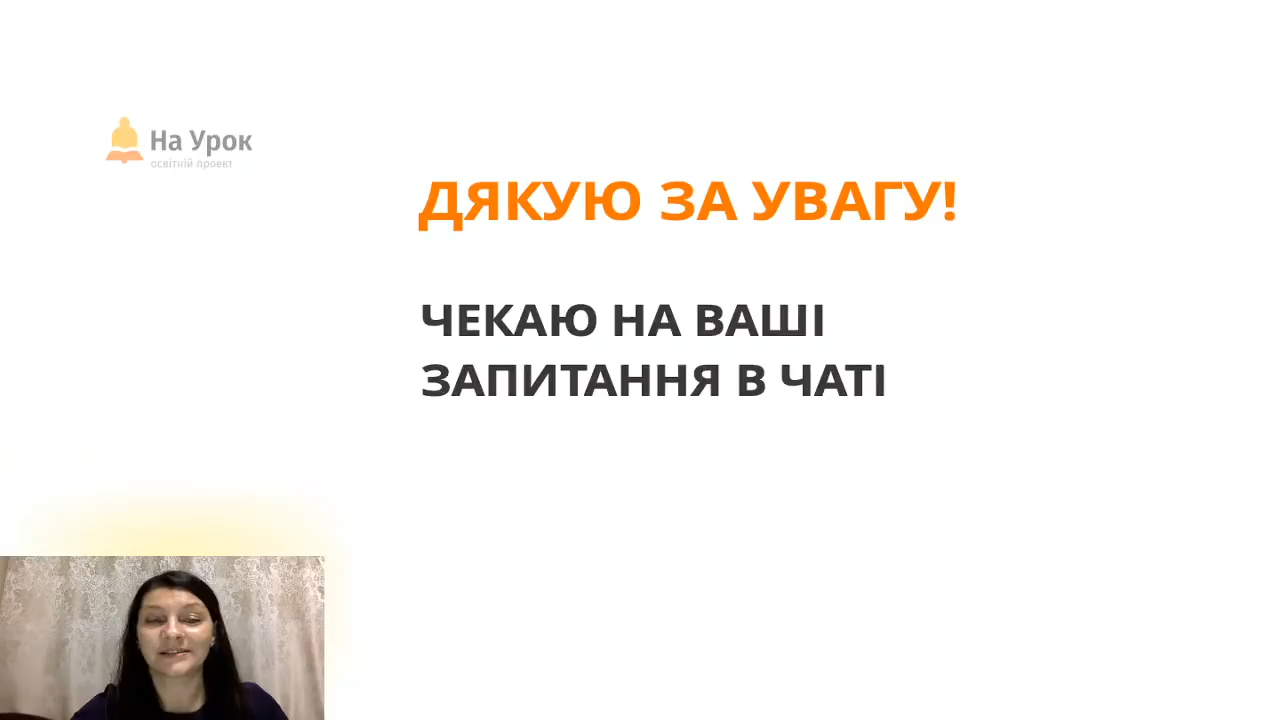 На Урок
освітній проект
ДЯКУЮ ЗА УВАГУ!
ЧЕКАЮ НА ВАШІ
ЗАПИТАННЯ В ЧАТІ